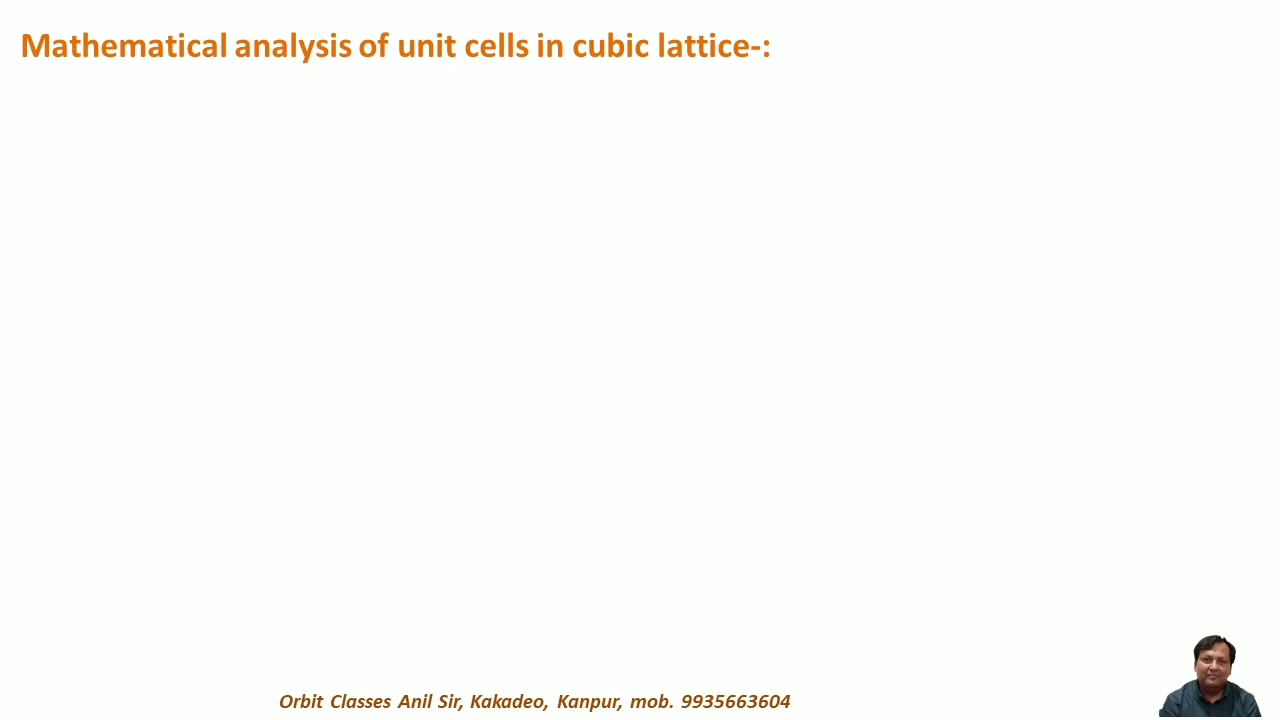 Mathematical analysis of unit cells in cubic lattice-:
Orbit Classes Anil Sir, Kakadeo, Kanpur, mob. 9935663604